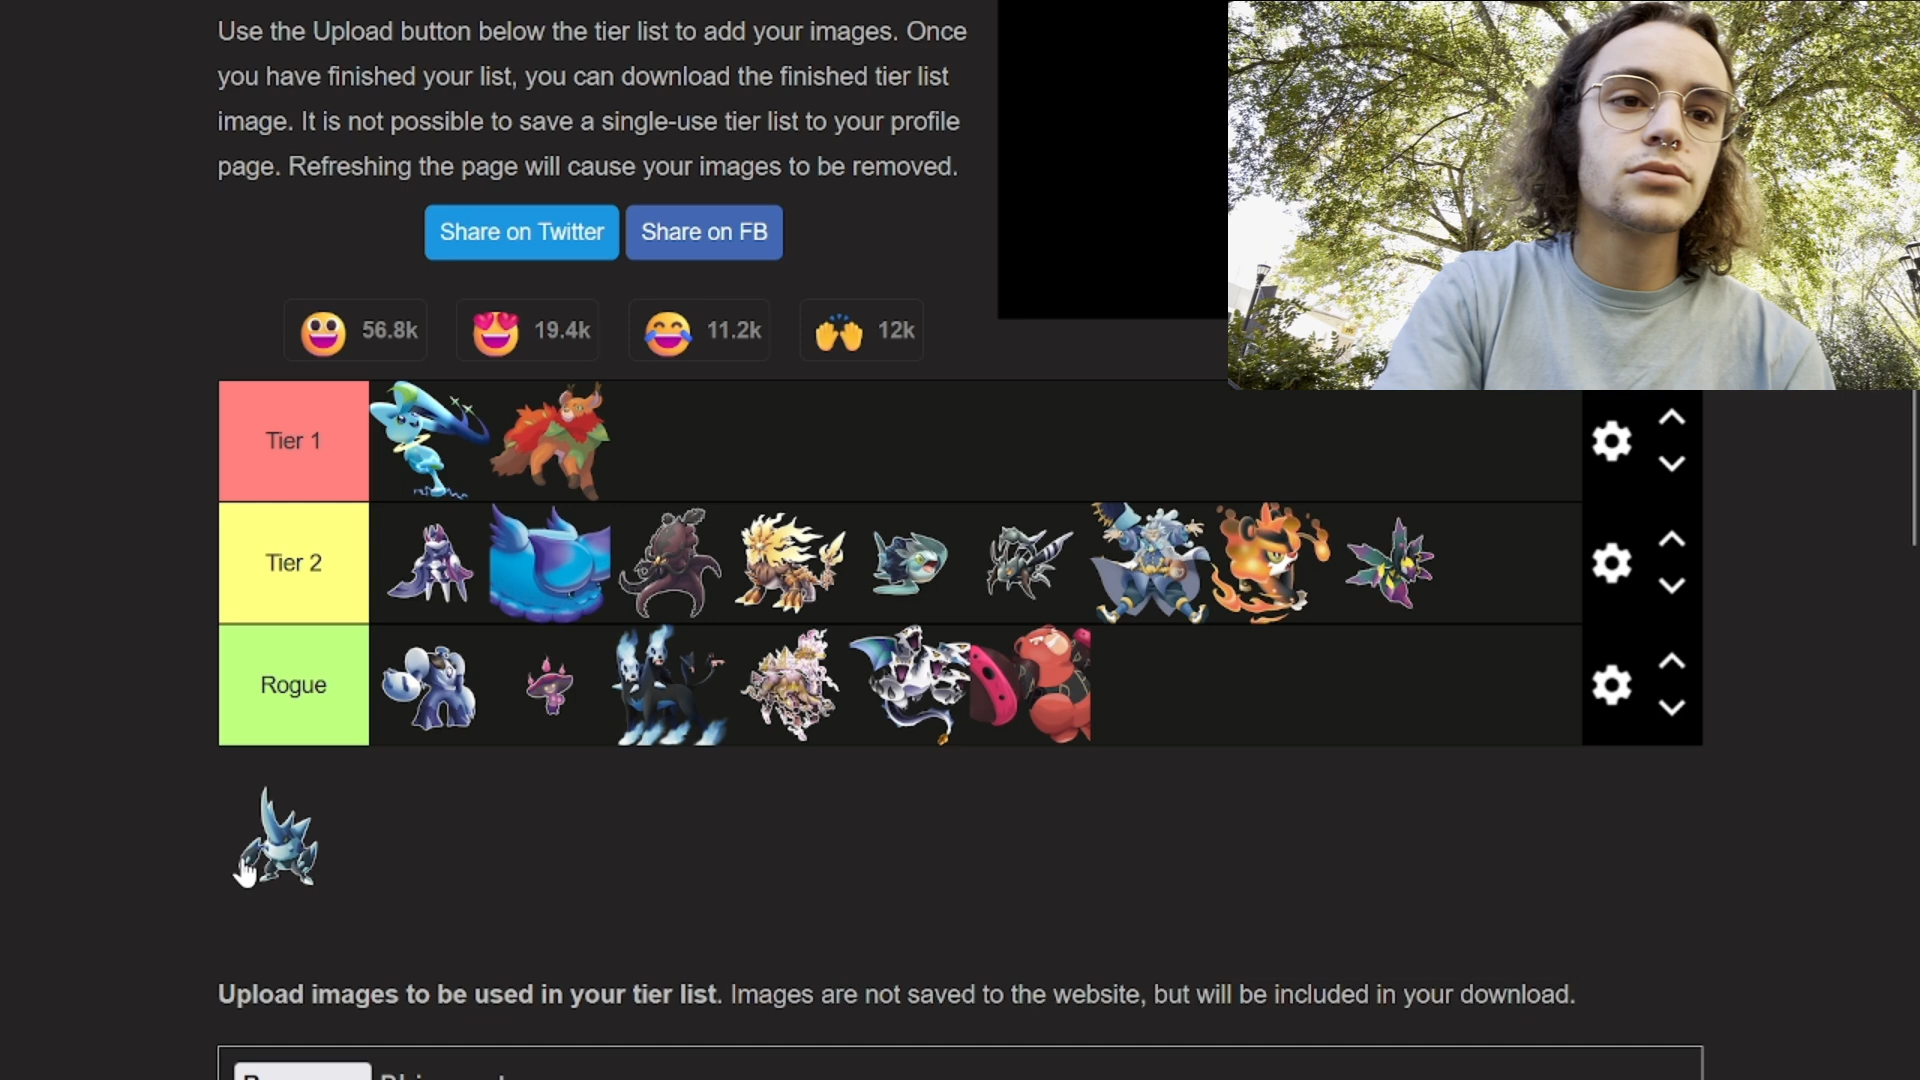 Use the Upload button below the tier list to add your images. Once
you have finished your list, you can download the finished tier list
image. It is not possible to save a single-use tier list to your profile
page. Refreshing the page will cause your images to be removed.
Share on Twitter Share on FB
56.8k 19.4k 11.2k 12k
Tier 1
Tier 2
Rogue
Upload images to be used in your tier list. Images are not saved to the website, but will be included in your download.